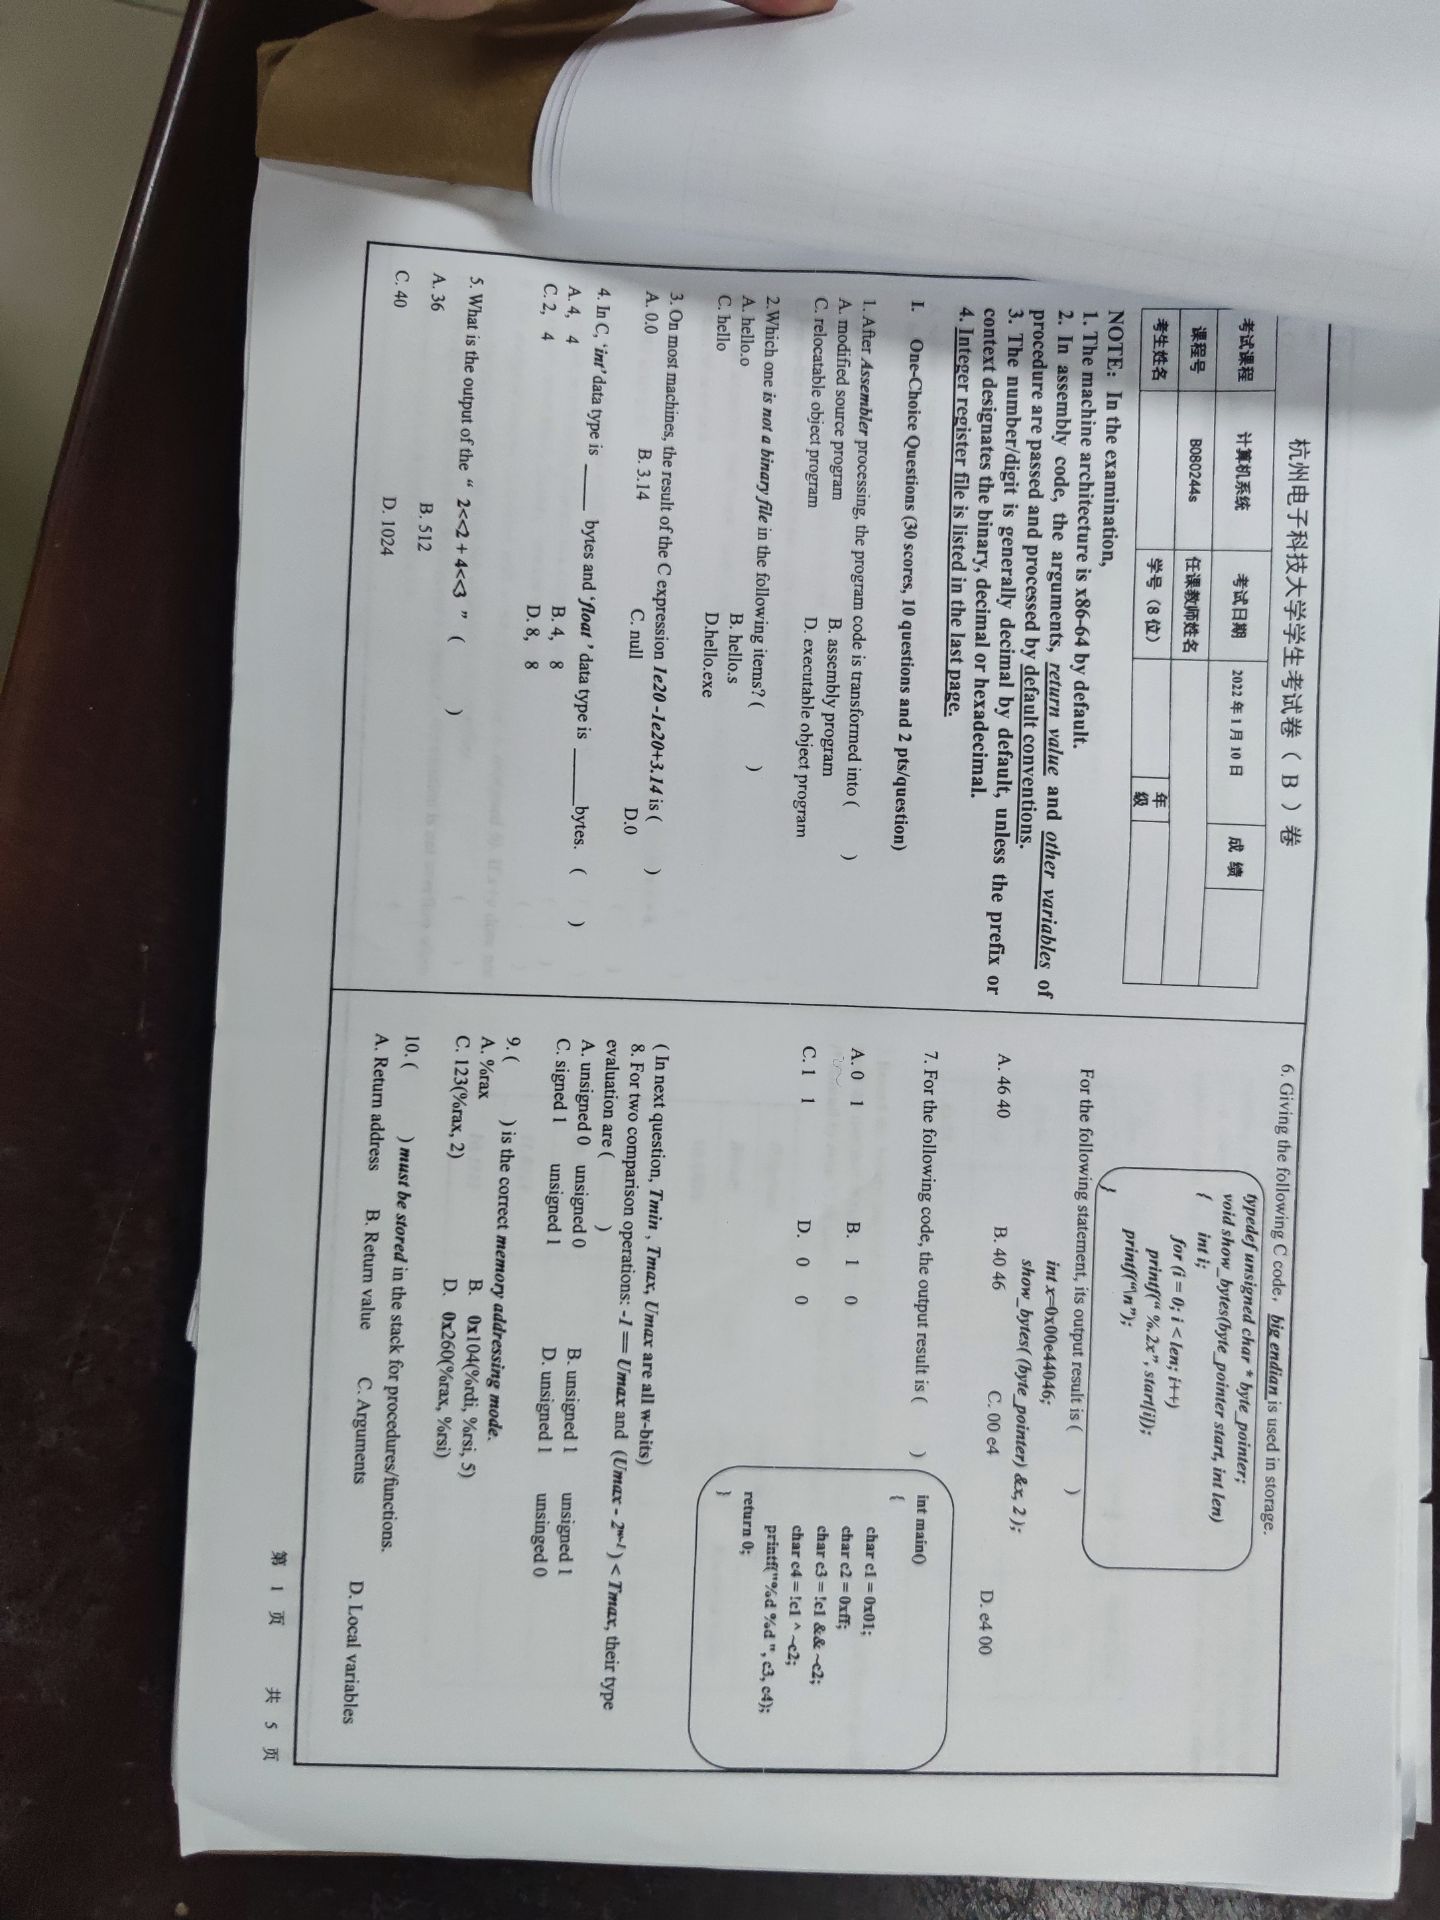 杭州电子科技大学学生考试卷（ B ）卷
考试课程 计算机系统 考试日期 2022 年 1 月 10 日 成 绩
课程号 B080244s 任课教师姓名
考生姓名 学号（8 位） 年级
NOTE: In the examination,
1. The machine architecture is x86-64 by default.
2. In assembly code, the arguments, return value and other variables of
procedure are passed and processed by default conventions.
3. The number/digit is generally decimal by default, unless the prefix or
context designates the binary, decimal or hexadecimal.
4. Integer register file is listed in the last page.
I. One-Choice Questions (30 scores, 10 questions and 2 pts/question)
1. After Assembler processing, the program code is transformed into ( )
A. modified source program B. assembly program
C. relocatable object program D. executable object program
2.Which one is not a binary file in the following items? ( )
A. hello.o B. hello.s
C. hello D.hello.exe
3. On most machines, the result of the C expression 1e20 -1e20+3.14 is ( )
A. 0.0 B. 3.14 C. null D.0
4. In C, ‘int’ data type is _____ bytes and ‘float ’ data type is ______bytes. ( )
A. 4, 4 B. 4, 8
C. 2, 4 D. 8, 8
5. What is the output of the “ 2<<2 + 4<<3 ” ( )
A. 36 B. 512
C. 40 D. 1024
6. Giving the following C code，big endian is used in storage.
typedef unsigned char * byte_pointer;
void show_bytes(byte_pointer start, int len)
{ int i;
for (i = 0; i < len; i++)
printf(“ %.2x”, start[i]);
printf(“\n”);
}
For the following statement, its output result is ( )
int x=0x00e44046;
show_bytes( (byte_pointer) &x, 2 );
A. 46 40 B. 40 46 C. 00 e4 D. e4 00
7. For the following code, the output result is ( )
A. 0 1 B. 1 0
C. 1 1 D. 0 0
int main()
{
char c1 = 0x01;
char c2 = 0xff;
char c3 = !c1 && ~c2;
char c4 = !c1 ^ ~c2;
printf("%d %d ", c3, c4);
return 0;
}
( In next question, Tmin , Tmax, Umax are all w-bits)
8. For two comparison operations: -1 == Umax and (Umax - 2^w-1 ) < Tmax, their type
evaluation are ( )
A. unsigned 0 unsigned 0 B. unsigned 1 unsigned 1
C. signed 1 unsigned 1 D. unsigned 1 unsinged 0
9. ( ) is the correct memory addressing mode.
A. %rax B. 0x104(%rdi, %rsi, 5)
C. 123(%rax, 2) D. 0x260(%rax, %rsi)
10. ( ) must be stored in the stack for procedures/functions.
A. Return address B. Return value C. Arguments D. Local variables
第 1 页 共 5 页